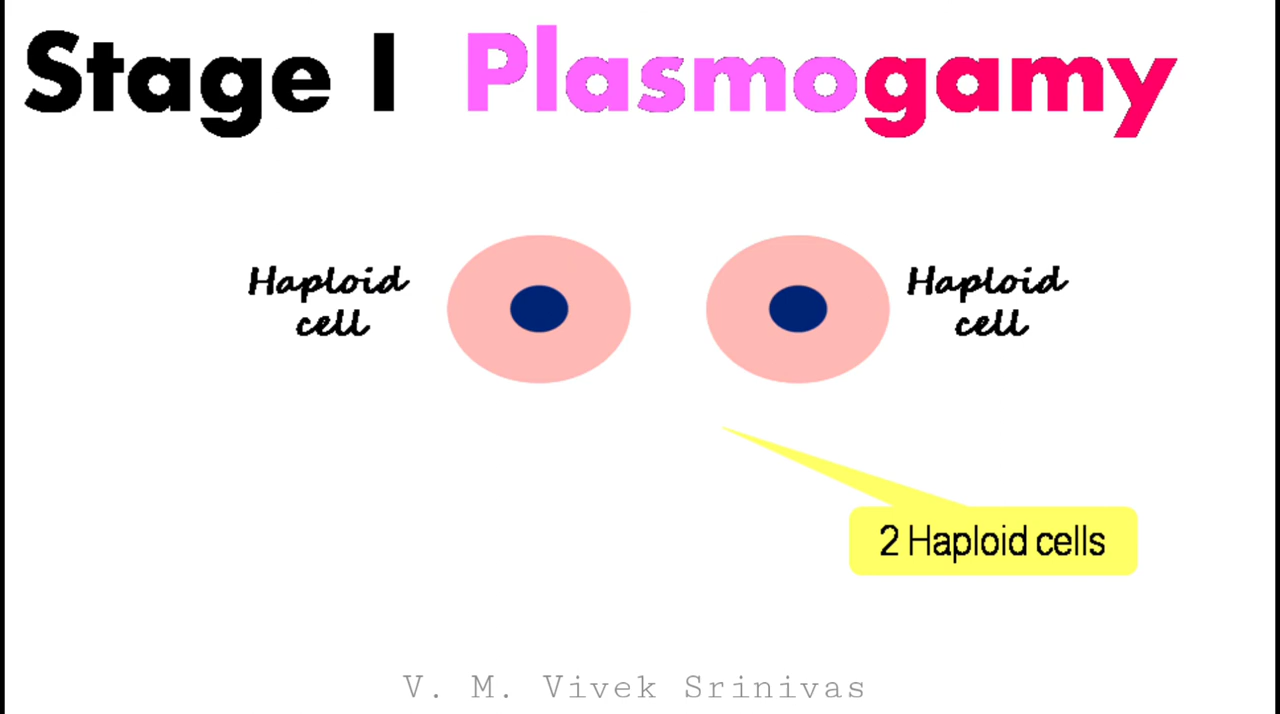 Stage I Plasmogamy
Haploid
cell
Haploid
cell
2 Haploid cells
V. M. Vivek Srinivas